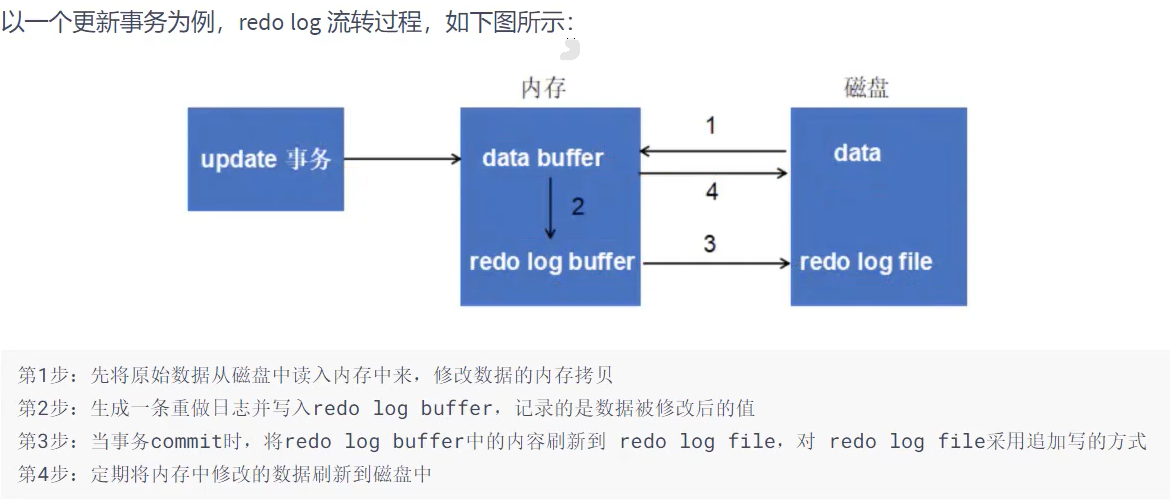 以一个更新事务为例，redo log 流转过程，如下图所示：
内存
磁盘
update 事务
data buffer
1
data
4
2
redo log buffer
3
redo log file
第1步：先将原始数据从磁盘中读入内存中来，修改数据的内存拷贝
第2步：生成一条重做日志并写入redo log buffer，记录的是数据被修改后的值
第3步：当事务commit时，将redo log buffer中的内容刷新到 redo log file，对 redo log file采用追加写的方式
第4步：定期将内存中修改的数据刷新到磁盘中